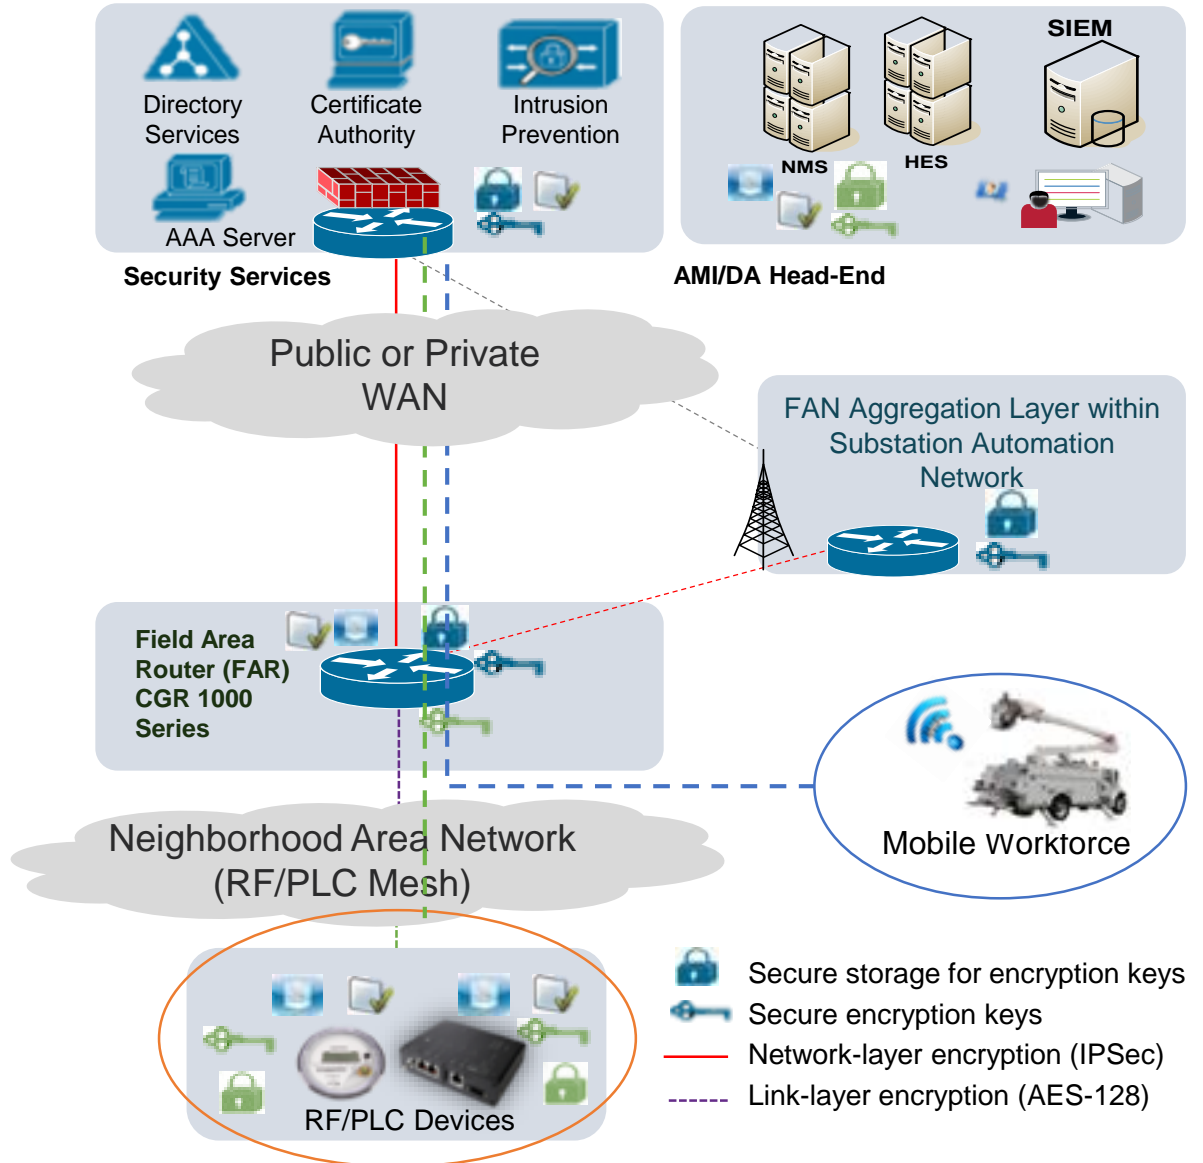 SIEM
Directory
Services
Certificate
Authority
Intrusion
Prevention
NMS
HES
AAA Server
Security Services
AMI/DA Head-End
Public or Private
WAN
FAN Aggregation Layer within
Substation Automation
Network
Field Area
Router (FAR)
CGR 1000
Series
Mobile Workforce
Neighborhood Area Network
(RF/PLC Mesh)
RF/PLC Devices
Secure storage for encryption keys
Secure encryption keys
Network-layer encryption (IPSec)
Link-layer encryption (AES-128)